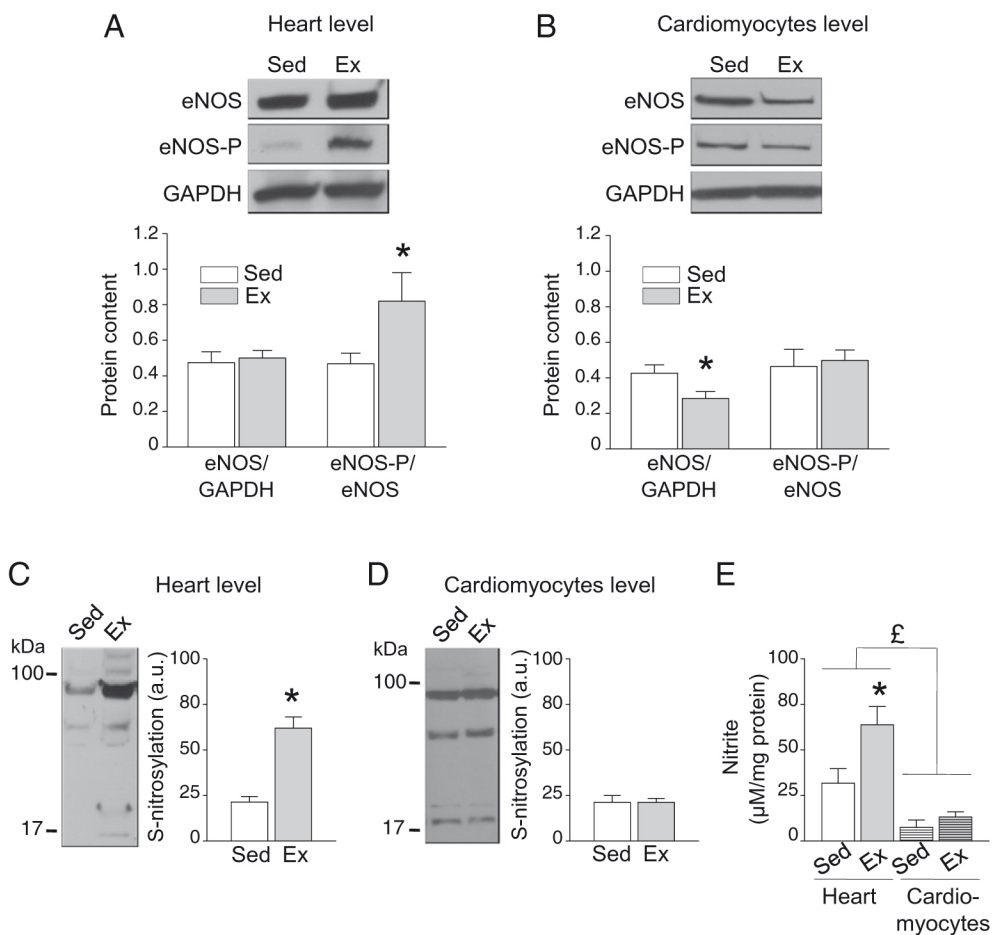 A
Heart level
Sed Ex
eNOS
eNOS-P
GAPDH
Protein content
1.2
1.0
0.8
0.6
0.4
0.2
0
Sed
Ex
*
eNOS/
GAPDH
eNOS-P/
eNOS
B
Cardiomyocytes level
Sed Ex
eNOS
eNOS-P
GAPDH
Protein content
1.2
1.0
0.8
0.6
0.4
0.2
0
Sed
Ex
*
eNOS/
GAPDH
eNOS-P/
eNOS
C
Heart level
Sed Ex
kDa
100
17
S-nitrosylation (a.u.)
100
80
50
25
0
*
Sed Ex
D
Cardiomyocytes level
Sed Ex
kDa
100
17
S-nitrosylation (a.u.)
100
80
50
25
0
Sed Ex
E
£
Nitrite
(µM/mg protein)
100
80
50
25
0
*
Sed Ex Sed Ex
Heart
Cardio-
myocytes